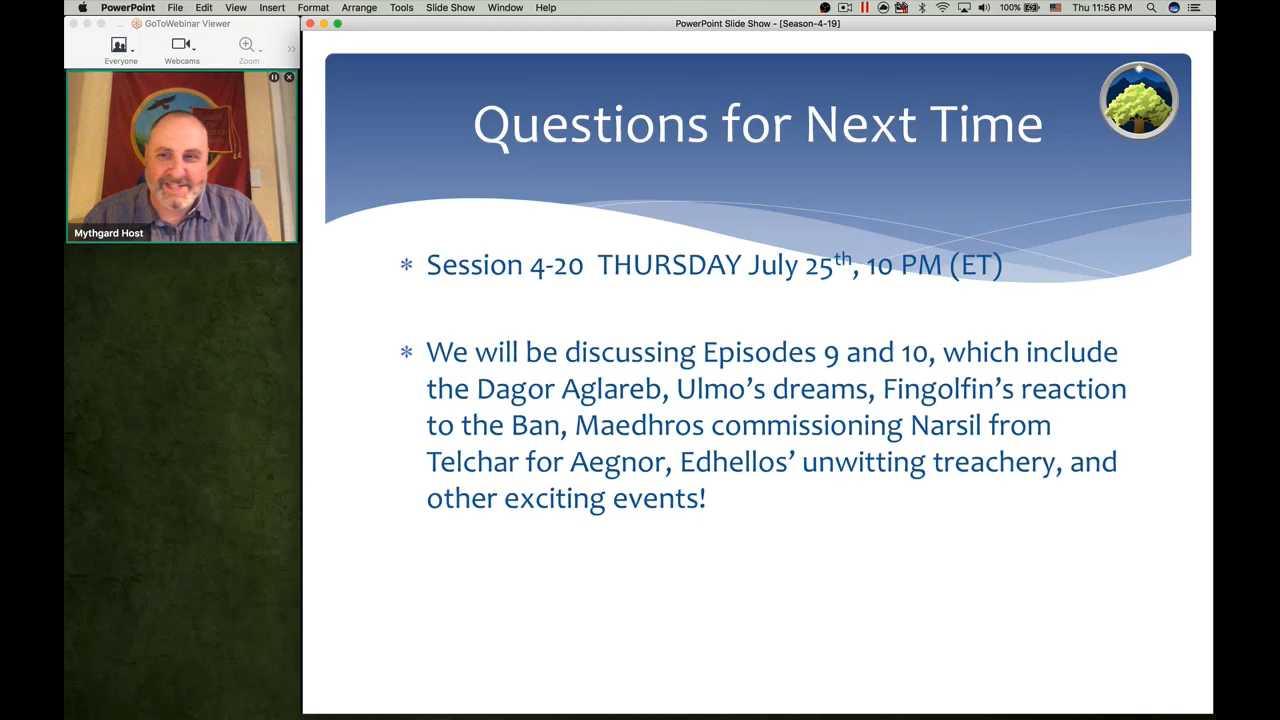 PowerPoint File Edit View Insert Format Arrange Tools Slide Show Window Help 100% Thu 11:56 PM
GoToWebinar Viewer
PowerPoint Slide Show - [Season-4-19]
Everyone Webcams Zoom
Mythgard Host
Questions for Next Time
* Session 4-20 THURSDAY July 25th, 10 PM (ET)
* We will be discussing Episodes 9 and 10, which include
the Dagor Aglareb, Ulmo's dreams, Fingolfin's reaction
to the Ban, Maedhros commissioning Narsil from
Telchar for Aegnor, Edhellos' unwitting treachery, and
other exciting events!